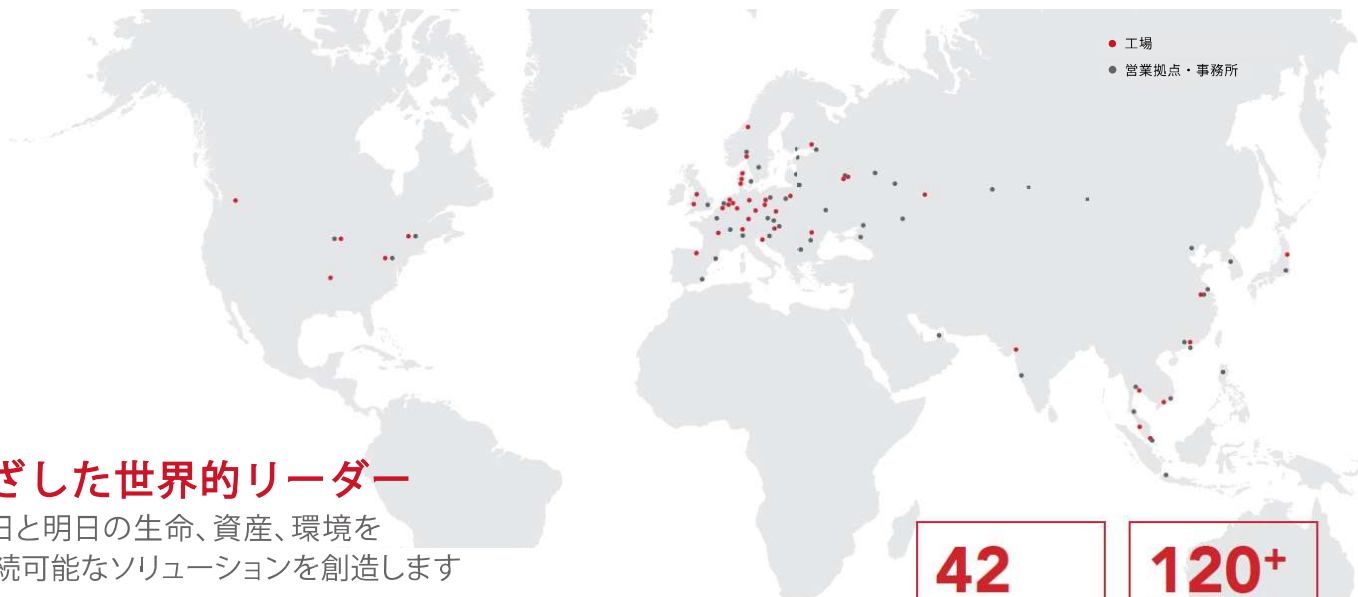 工場
営業拠点・事務所
ざした世界的リーダー
日と明日の生命、資産、環境を
続可能なソリューションを創造します
42
120+